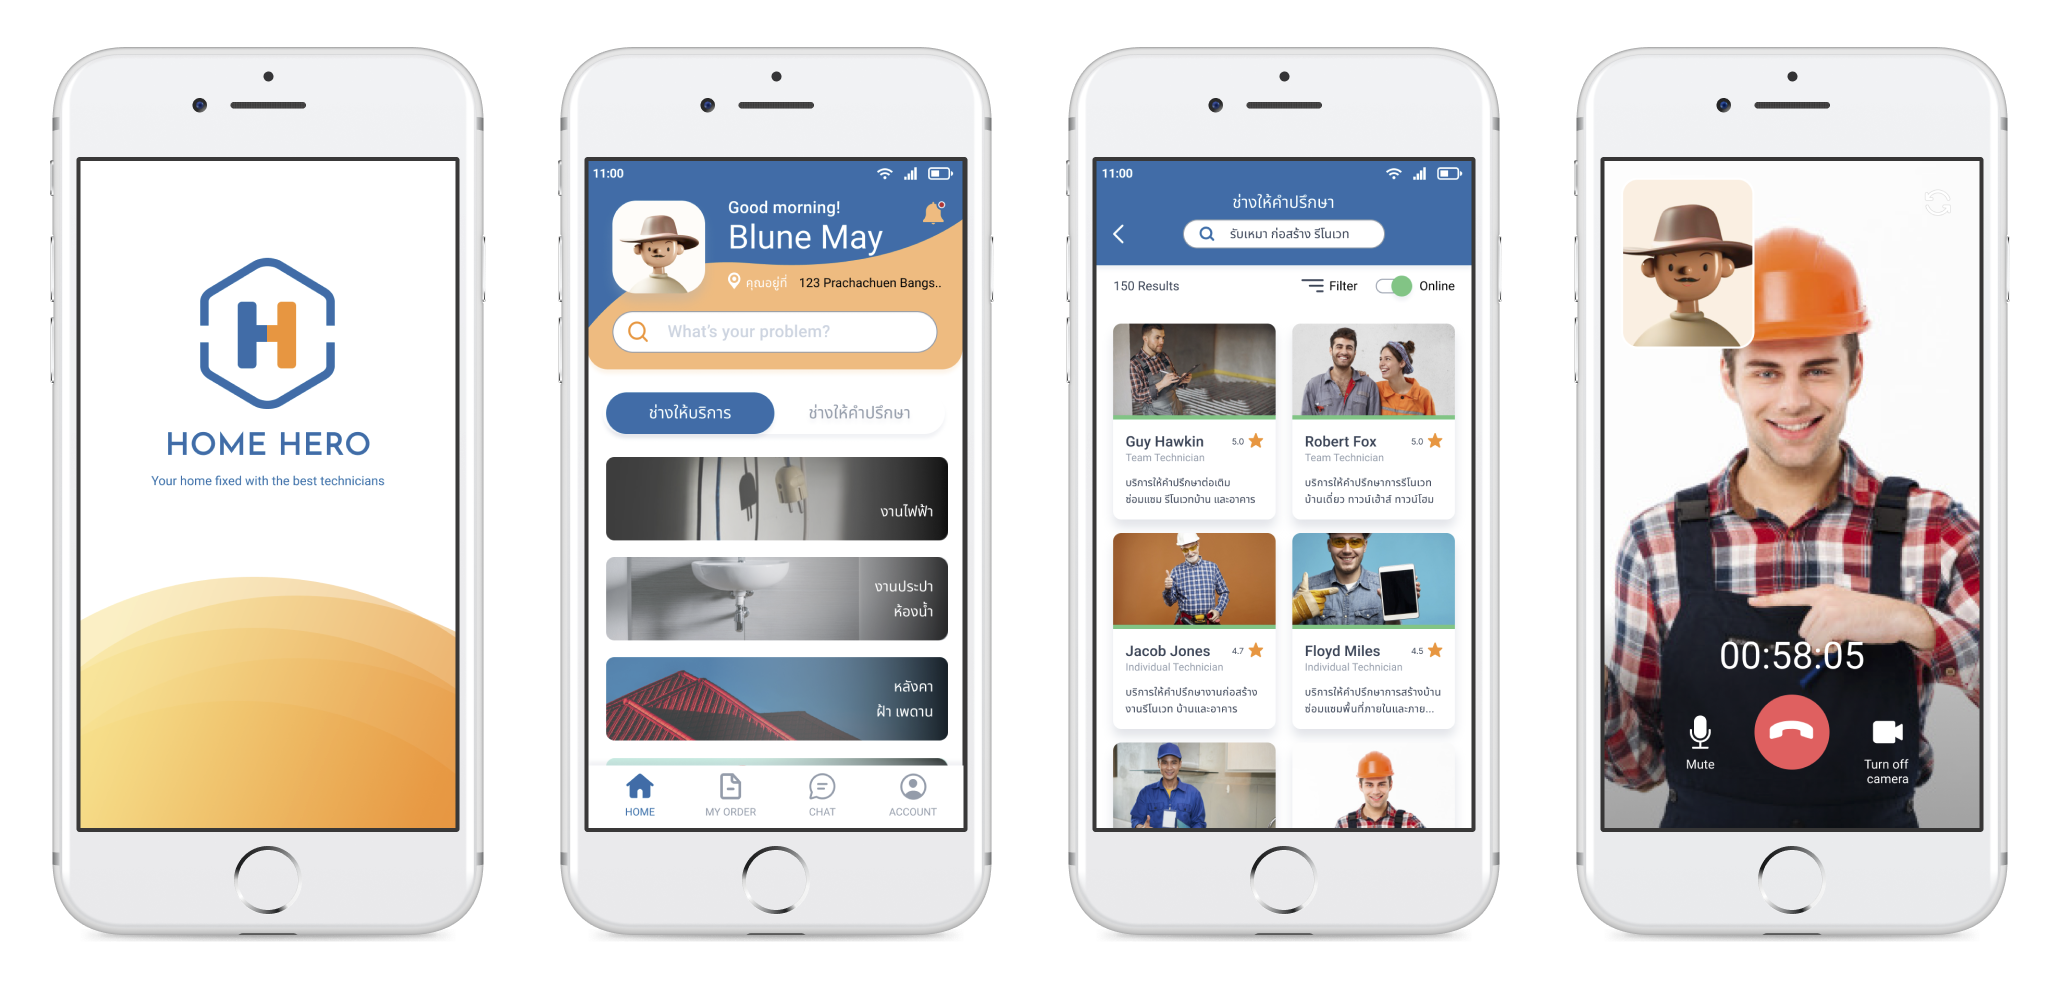 HOME HERO
Your home fixed with the best technicians
11:00
Good morning!
Blune May
คุณอยู่ที่ 123 Prachachuen Bangs..
What's your problem?
ช่างให้บริการ
ช่างให้คำปรึกษา
งานไฟฟ้า
งานประปา
ห้องน้ำ
หลังคา
ฝ้า เพดาน
HOME
MY ORDER
CHAT
ACCOUNT
11:00
ช่างให้คำปรึกษา
รับเหมา ก่อสร้าง รีโนเวท
150 Results
Filter
Online
Guy Hawkin 5.0
Team Technician
บริการให้คำปรึกษาต่อเติม
ซ่อมแซม รีโนเวทบ้าน และอาคาร
Robert Fox 5.0
Team Technician
บริการให้คำปรึกษาการรีโนเวท
บ้านเดี่ยว ทาวน์เฮ้าส์ ทาวน์โฮม
Jacob Jones 4.7
Individual Technician
บริการให้คำปรึกษางานก่อสร้าง
งานรีโนเวท บ้านและอาคาร
Floyd Miles 4.5
Individual Technician
บริการให้คำปรึกษาการสร้างบ้าน
ซ่อมแซมพื้นที่ภายในและภาย...
00:58:05
Mute
Turn off
camera